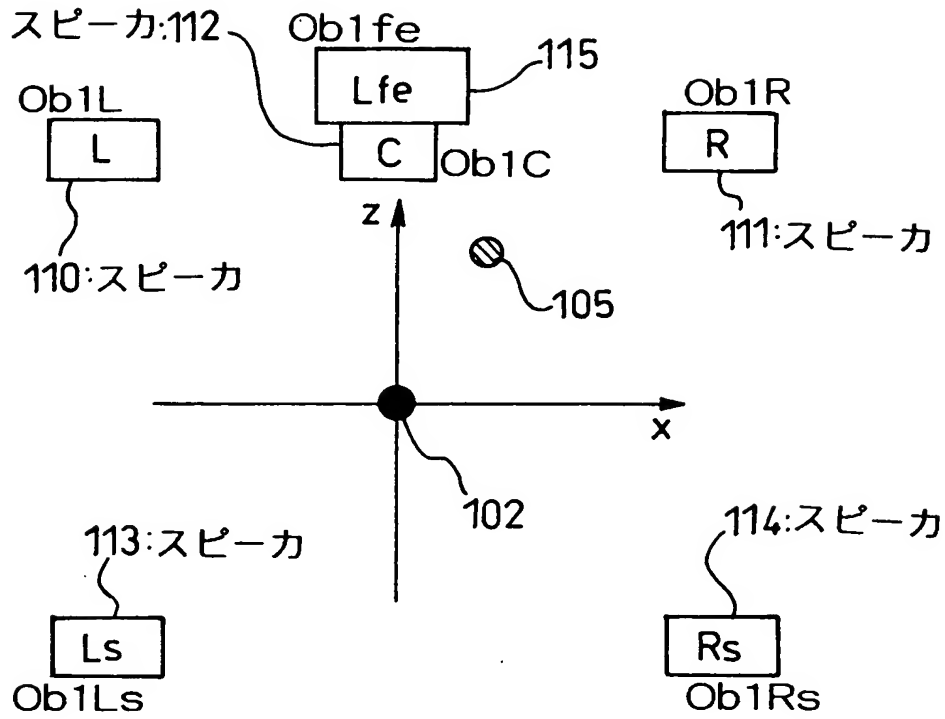 スピーカ:112
Ob1fe
115
Lfe
Ob1L
L
C
Ob1C
Ob1R
R
z
110:スピーカ
111:スピーカ
105
x
102
113:スピーカ
114:スピーカ
Ls
Ob1Ls
Rs
Ob1Rs